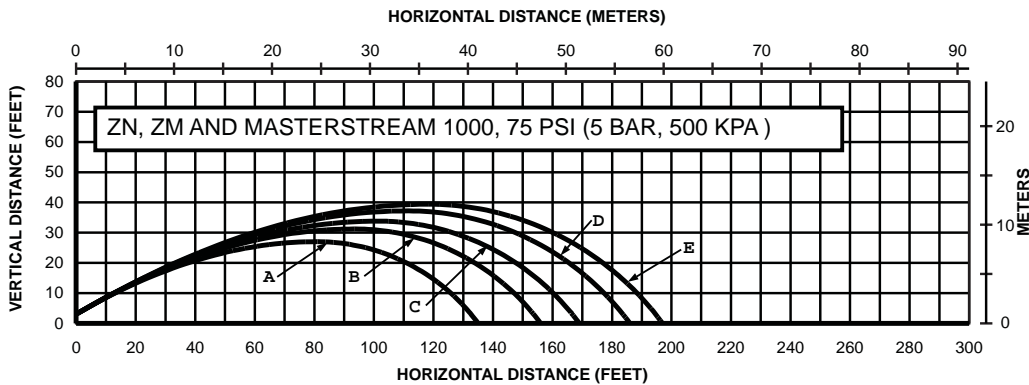 HORIZONTAL DISTANCE (METERS)
0 10 20 30 40 50 60 70 80 90
80
70
60
50
40
30
20
10
0
VERTICAL DISTANCE (FEET)
ZN, ZM AND MASTERSTREAM 1000, 75 PSI (5 BAR, 500 KPA )
A
B
C
D
E
20
10
0
METERS
0 20 40 60 80 100 120 140 160 180 200 220 240 260 280 300
HORIZONTAL DISTANCE (FEET)